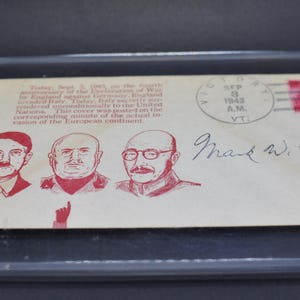 Today, Sept. 3, 1943, on the fourth
anniversary of the Declaration of War
by England against Germany, England
invaded Italy. Today, Italy secretly sur-
rendered unconditionally to the United
Nations. This cover was posted on the
corresponding minute of the actual in-
vasion of the European continent.
VICTORY
SEP
3
1943
A.M.
VT.
Mark W.